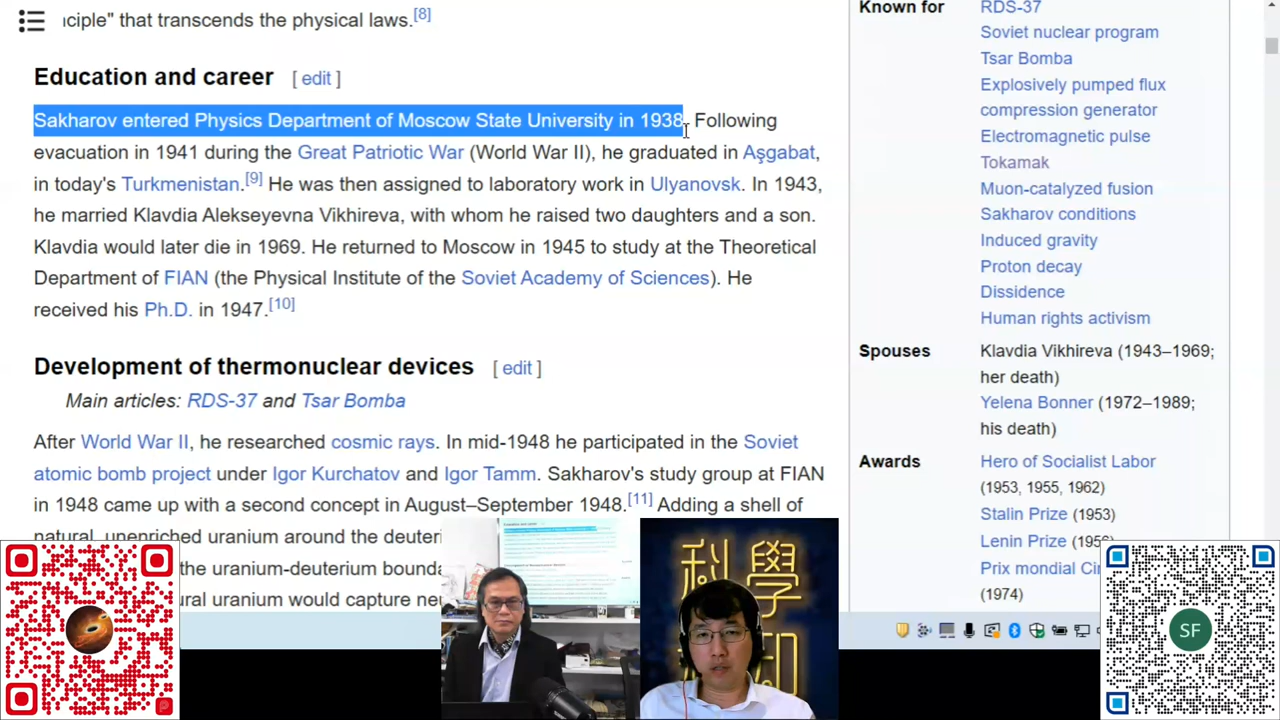 nciple" that transcends the physical laws.[8]
Education and career [ edit ]
Sakharov entered Physics Department of Moscow State University in 1938. Following
evacuation in 1941 during the Great Patriotic War (World War II), he graduated in Aşgabat,
in today's Turkmenistan.[9] He was then assigned to laboratory work in Ulyanovsk. In 1943,
he married Klavdia Alekseyevna Vikhireva, with whom he raised two daughters and a son.
Klavdia would later die in 1969. He returned to Moscow in 1945 to study at the Theoretical
Department of FIAN (the Physical Institute of the Soviet Academy of Sciences). He
received his Ph.D. in 1947.[10]
Development of thermonuclear devices [ edit ]
Main articles: RDS-37 and Tsar Bomba
After World War II, he researched cosmic rays. In mid-1948 he participated in the Soviet
atomic bomb project under Igor Kurchatov and Igor Tamm. Sakharov's study group at FIAN
in 1948 came up with a second concept in August–September 1948.[11] Adding a shell of
natural, unenriched uranium around the deuteri
the uranium-deuterium bounda
ural uranium would capture neu
Known for RDS-37
Soviet nuclear program
Tsar Bomba
Explosively pumped flux
compression generator
Electromagnetic pulse
Tokamak
Muon-catalyzed fusion
Sakharov conditions
Induced gravity
Proton decay
Dissidence
Human rights activism
Spouses Klavdia Vikhireva (1943–1969;
her death)
Yelena Bonner (1972–1989;
his death)
Awards Hero of Socialist Labor
(1953, 1955, 1962)
Stalin Prize (1953)
Lenin Prize (1956)
Prix mondial Cin
(1974)
科學
知
SF